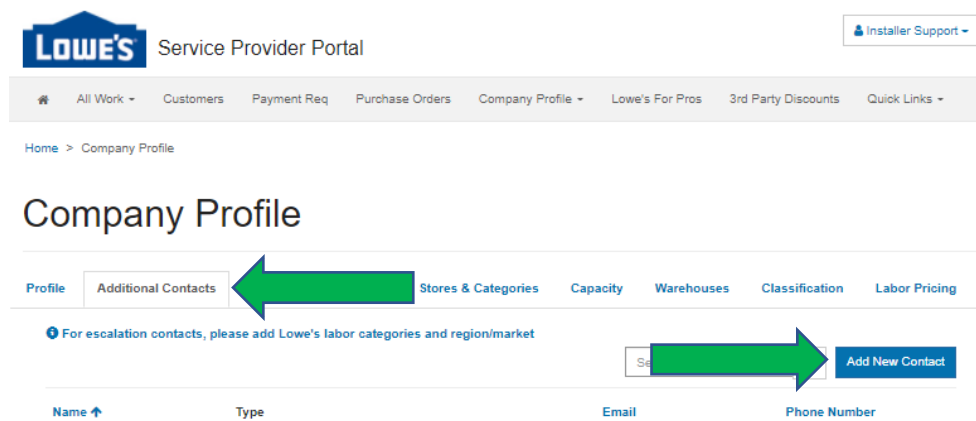 LOWE'S Service Provider Portal
Installer Support
All Work Customers Payment Req Purchase Orders Company Profile Lowe's For Pros 3rd Party Discounts Quick Links
Home > Company Profile
Company Profile
Profile Additional Contacts Stores & Categories Capacity Warehouses Classification Labor Pricing
For escalation contacts, please add Lowe's labor categories and region/market
Add New Contact
Name Type Email Phone Number